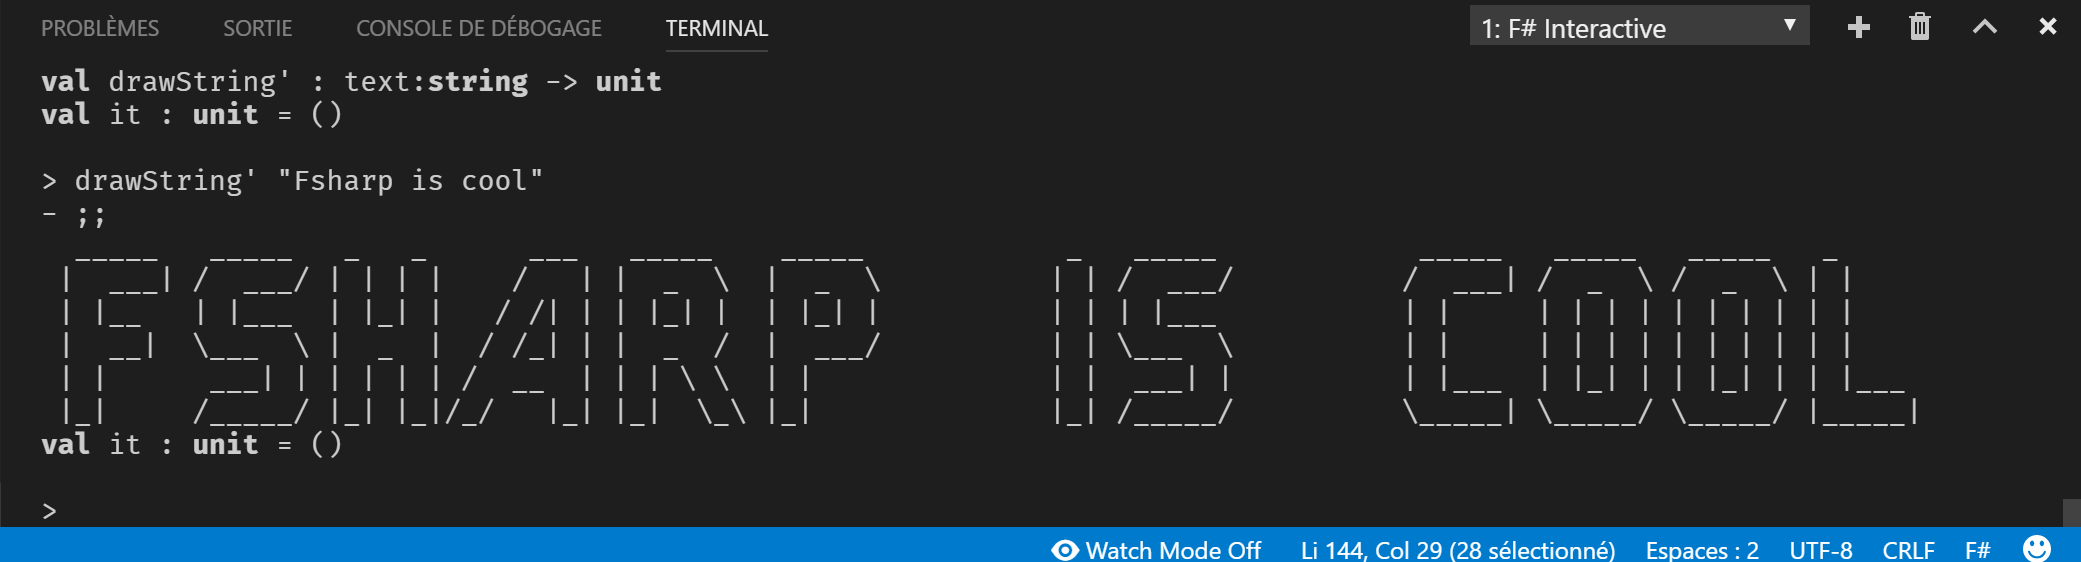 PROBLÈMES SORTIE CONSOLE DE DÉBOGAGE TERMINAL 1: F# Interactive
val drawString' : text:string -> unit
val it : unit = ()
> drawString' "Fsharp is cool"
- ;;
FSHARP IS COOL
val it : unit = ()
>
Watch Mode Off Li 144, Col 29 (28 sélectionné) Espaces : 2 UTF-8 CRLF F#